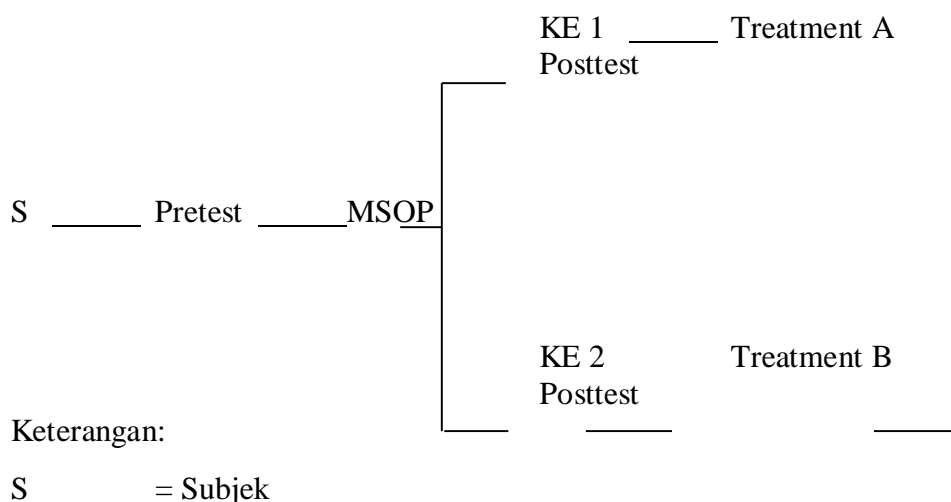 KE 1 Treatment A
Posttest
S Pretest MSOP
KE 2 Treatment B
Posttest
Keterangan:
S = Subjek